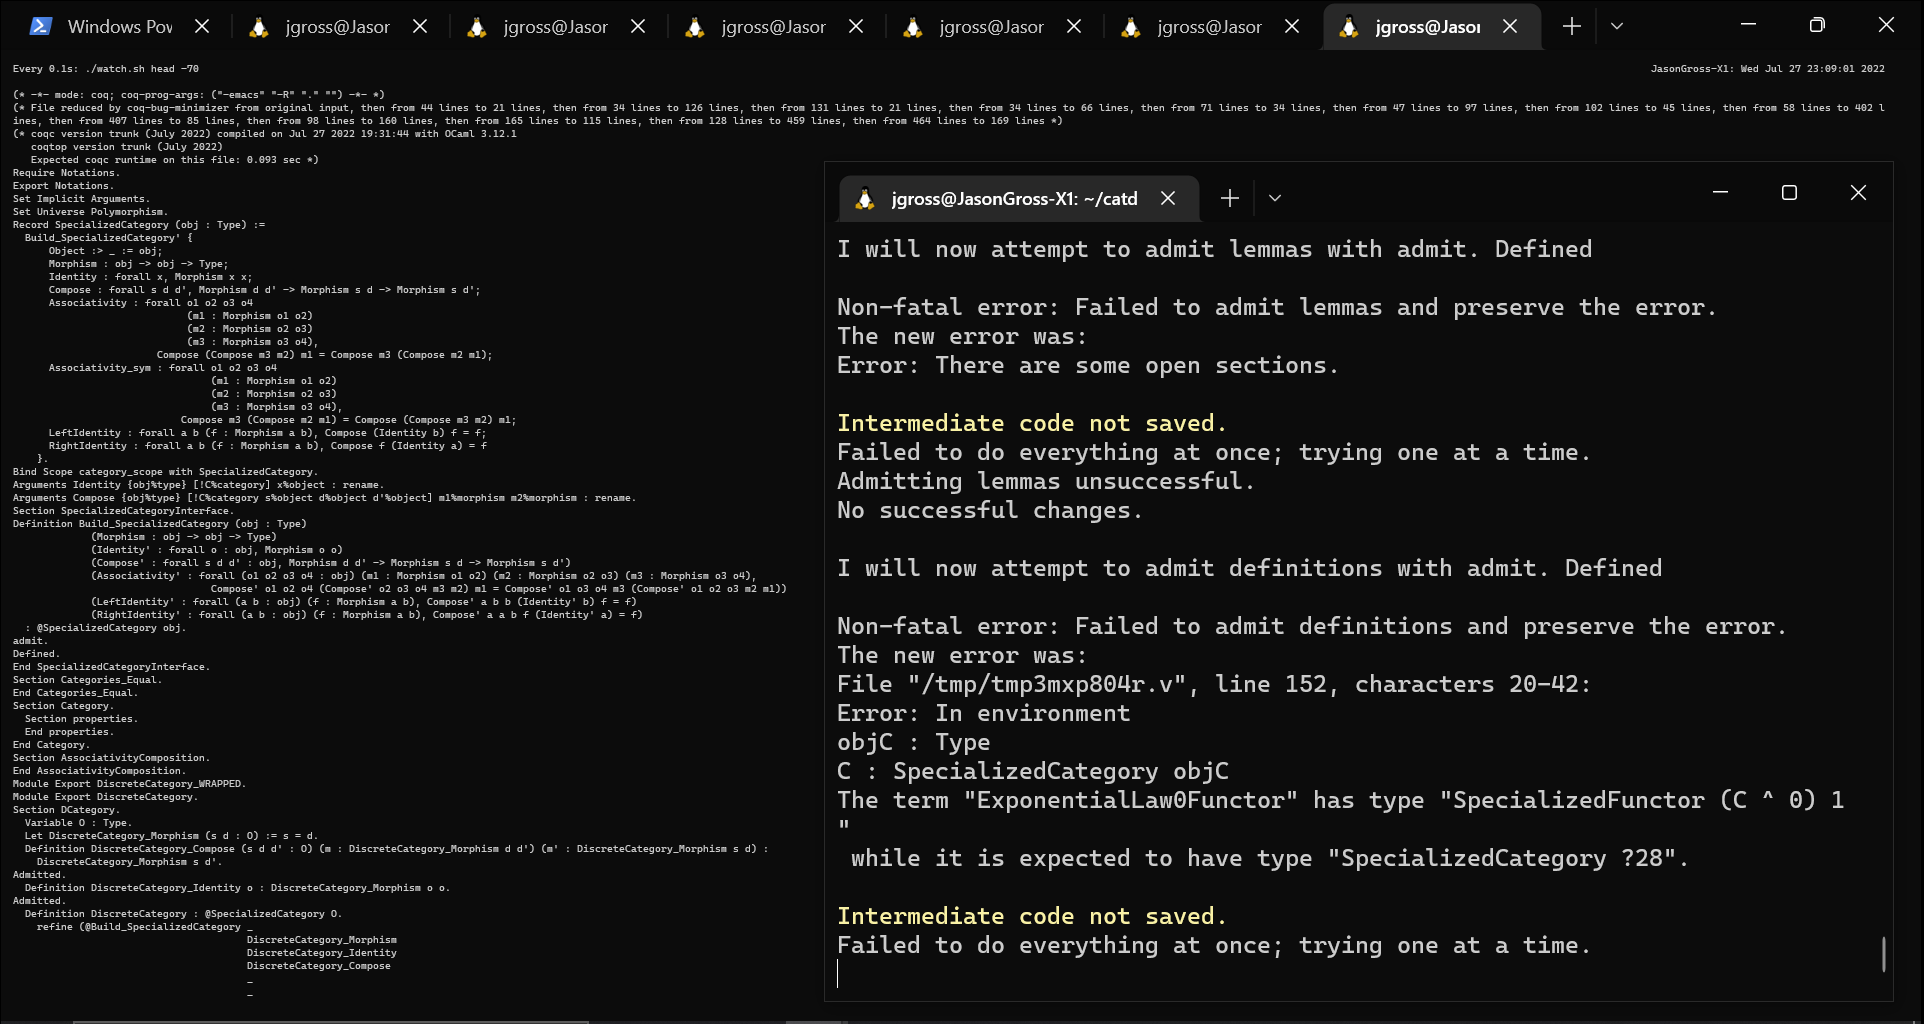 Windows Pow
jgross@Jasor
jgross@Jasor
jgross@Jasor
jgross@Jasor
jgross@Jasor
jgross@Jasor
Every 0.1s: ./watch.sh head -70
JasonGross-X1: Wed Jul 27 23:09:01 2022
(* -*- mode: coq; coq-prog-args: ("-emacs" "-R" "." "") -*- *)
(* File reduced by coq-bug-minimizer from original input, then from 44 lines to 21 lines, then from 34 lines to 126 lines, then from 131 lines to 21 lines, then from 34 lines to 66 lines, then from 71 lines to 34 lines, then from 47 lines to 97 lines, then from 102 lines to 45 lines, then from 58 lines to 402 l
ines, then from 407 lines to 85 lines, then from 98 lines to 160 lines, then from 165 lines to 115 lines, then from 128 lines to 459 lines, then from 464 lines to 169 lines *)
(* coqc version trunk (July 2022) compiled on Jul 27 2022 19:31:44 with OCaml 3.12.1
coqtop version trunk (July 2022)
Expected coqc runtime on this file: 0.093 sec *)
Require Notations.
Export Notations.
Set Implicit Arguments.
Set Universe Polymorphism.
Record SpecializedCategory (obj : Type) :=
Build_SpecializedCategory' {
Object :> _ := obj;
Morphism : obj -> obj -> Type;
Identity : forall x, Morphism x x;
Compose : forall s d d', Morphism d d' -> Morphism s d -> Morphism s d';
Associativity : forall o1 o2 o3 o4
(m1 : Morphism o1 o2)
(m2 : Morphism o2 o3)
(m3 : Morphism o3 o4),
Compose (Compose m3 m2) m1 = Compose m3 (Compose m2 m1);
Associativity_sym : forall o1 o2 o3 o4
(m1 : Morphism o1 o2)
(m2 : Morphism o2 o3)
(m3 : Morphism o3 o4),
Compose m3 (Compose m2 m1) = Compose (Compose m3 m2) m1;
LeftIdentity : forall a b (f : Morphism a b), Compose (Identity b) f = f;
RightIdentity : forall a b (f : Morphism a b), Compose f (Identity a) = f
}.
Bind Scope category_scope with SpecializedCategory.
Arguments Identity {obj%type} [!C%category] x%object : rename.
Arguments Compose {obj%type} [!C%category s%object d%object d'%object] m1%morphism m2%morphism : rename.
Section SpecializedCategoryInterface.
Definition Build_SpecializedCategory (obj : Type)
(Morphism : obj -> obj -> Type)
(Identity' : forall o : obj, Morphism o o)
(Compose' : forall s d d' : obj, Morphism d d' -> Morphism s d -> Morphism s d')
(Associativity' : forall (o1 o2 o3 o4 : obj) (m1 : Morphism o1 o2) (m2 : Morphism o2 o3) (m3 : Morphism o3 o4),
Compose' o1 o2 o4 (Compose' o2 o3 o4 m3 m2) m1 = Compose' o1 o3 o4 m3 (Compose' o1 o2 o3 m2 m1))
(LeftIdentity' : forall (a b : obj) (f : Morphism a b), Compose' a b b (Identity' b) f = f)
(RightIdentity' : forall (a b : obj) (f : Morphism a b), Compose' a a b f (Identity' a) = f)
: @SpecializedCategory obj.
admit.
Defined.
End SpecializedCategoryInterface.
Section Categories_Equal.
End Categories_Equal.
Section Category.
Section properties.
End properties.
End Category.
Section AssociativityComposition.
End AssociativityComposition.
Module Export DiscreteCategory_WRAPPED.
Module Export DiscreteCategory.
Section DCategory.
Variable O : Type.
Let DiscreteCategory_Morphism (s d : O) := s = d.
Definition DiscreteCategory_Compose (s d d' : O) (m : DiscreteCategory_Morphism d d') (m' : DiscreteCategory_Morphism s d) :
DiscreteCategory_Morphism s d'.
Admitted.
Definition DiscreteCategory_Identity o : DiscreteCategory_Morphism o o.
Admitted.
Definition DiscreteCategory : @SpecializedCategory O.
refine (@Build_SpecializedCategory _
DiscreteCategory_Morphism
DiscreteCategory_Identity
DiscreteCategory_Compose
_
_
jgross@JasonGross-X1: ~/catd
I will now attempt to admit lemmas with admit. Defined
Non-fatal error: Failed to admit lemmas and preserve the error.
The new error was:
Error: There are some open sections.
Intermediate code not saved.
Failed to do everything at once; trying one at a time.
Admitting lemmas unsuccessful.
No successful changes.
I will now attempt to admit definitions with admit. Defined
Non-fatal error: Failed to admit definitions and preserve the error.
The new error was:
File "/tmp/tmp3mxp804r.v", line 152, characters 20-42:
Error: In environment
objC : Type
C : SpecializedCategory objC
The term "ExponentialLaw0Functor" has type "SpecializedFunctor (C ^ 0) 1
"
while it is expected to have type "SpecializedCategory ?28".
Intermediate code not saved.
Failed to do everything at once; trying one at a time.